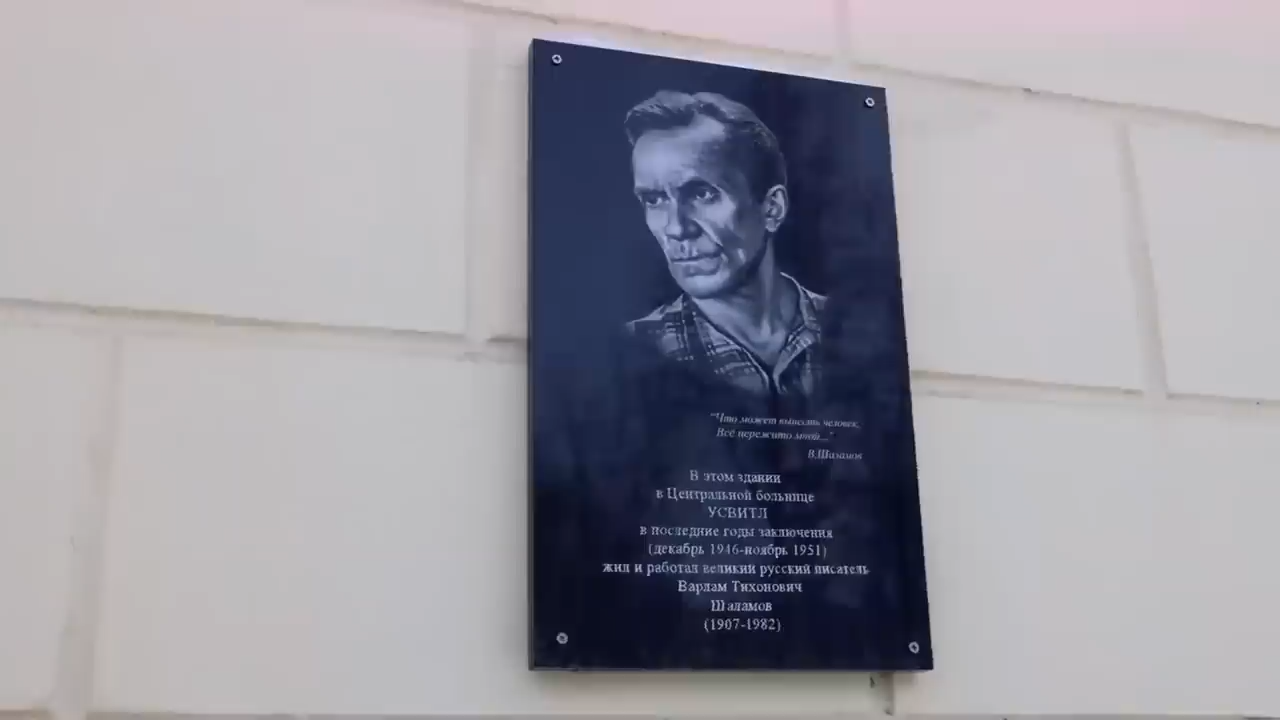 "Что может вынести человек,
Всё пережито мной..."
В.Шаламов
В этом здании
в Центральной больнице
УСВИТЛ
в последние годы заключения
(декабрь 1946-ноябрь 1951)
жил и работал великий русский писатель
Варлам Тихонович
Шаламов
(1907-1982)